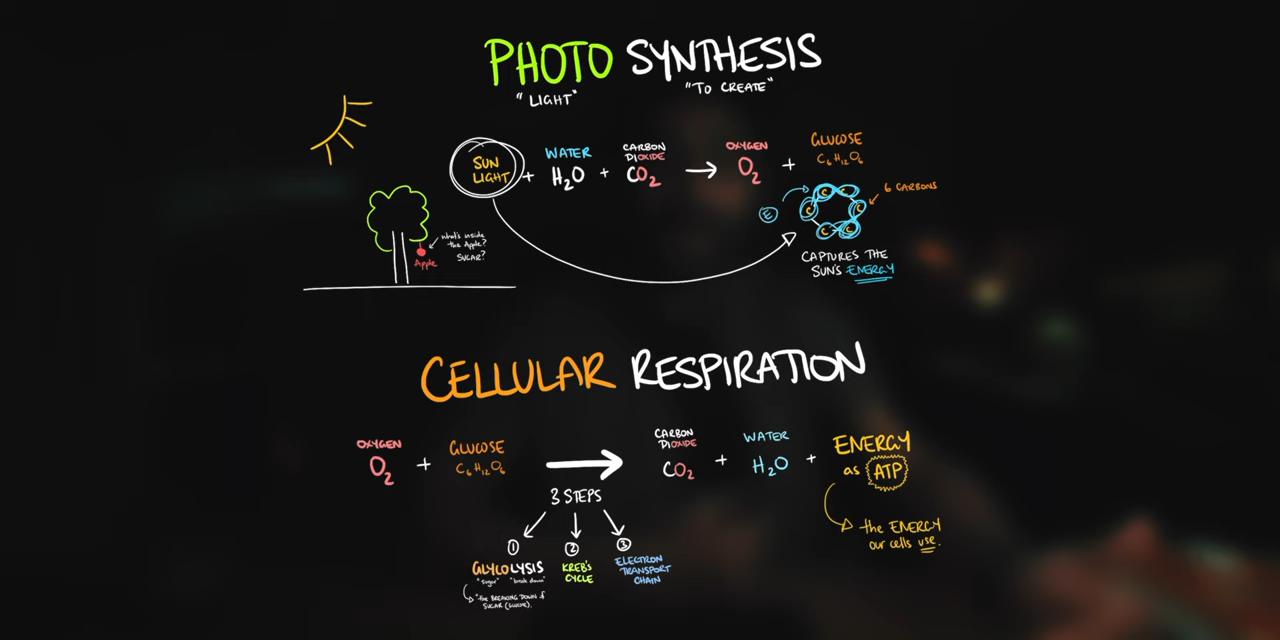 PHOTO SYNTHESIS
"LIGHT" "TO CREATE"
SUN
LIGHT
+
WATER
H₂O
+
CARBON
DIOXIDE
CO₂
→
OXYGEN
O₂
+
GLUCOSE
C₆H₁₂O₆
6 CARBONS
E
C
C
C
C
C
C
CAPTURES THE
SUN'S ENERGY
what's inside
the Apple?
SUGAR?
Apple
CELLULAR RESPIRATION
OXYGEN
O₂
+
GLUCOSE
C₆H₁₂O₆
→
CARBON
DIOXIDE
CO₂
+
WATER
H₂O
+
ENERGY
as ATP
the ENERGY
our cells use.
3 STEPS
1
GLYCOLYSIS
"sugar" "break down"
"the BREAKING DOWN of
SUGAR (GLUCOSE).
2
KREB'S
CYCLE
3
ELECTRON
TRANSPORT
CHAIN